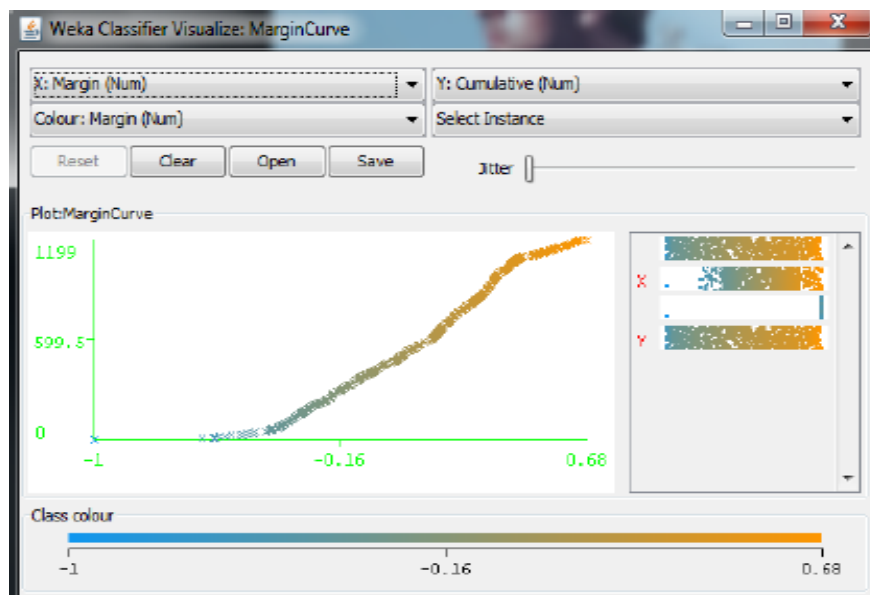 Weka Classifier Visualize: MarginCurve
X: Margin (Num) Y: Cumulative (Num)
Colour: Margin (Num) Select Instance
Reset Clear Open Save Jitter
Plot:MarginCurve
1199
X
599.5
Y
0
-1 -0.16 0.68
Class colour
-1 -0.16 0.68